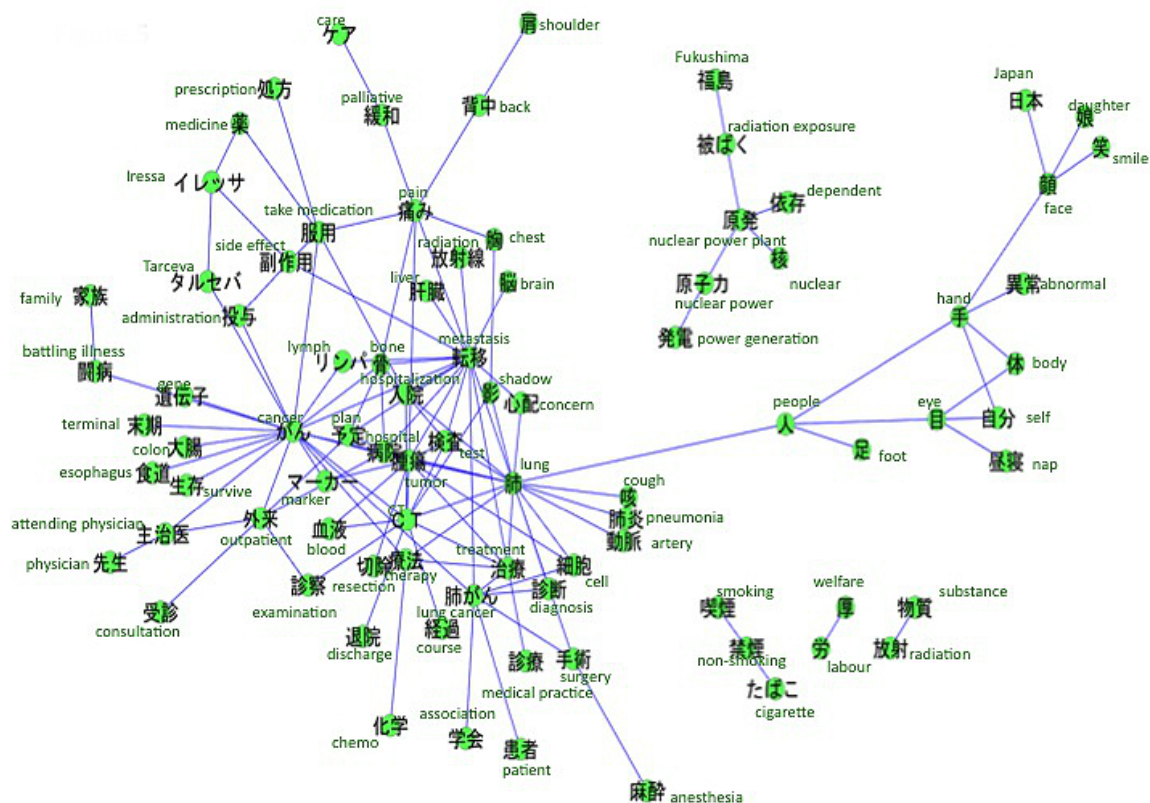 care
ケア
肩 shoulder
prescription 処方
palliative
緩和
背中 back
medicine 薬
Iressa イレッサ
pain
痛み
take medication
服用
side effect
副作用
radiation
放射線
胸 chest
Tarceva
タルセバ
liver
肝臓
脳 brain
family 家族
administration 投与
battling illness
闘病
lymph
リンパ
bone
骨
metastasis
転移
gene
遺伝子
hospitalization
入院
shadow
影
心配 concern
terminal 末期
cancer
がん
plan
予定
hospital
病院
検査
test
colon 大腸
腫瘍
tumor
esophagus 食道
生存 survive
マーカー
marker
lung
肺
attending physician
主治医
外来
outpatient
血液
blood
CT
CT
physician 先生
切除
resection
療法
therapy
treatment
治療
細胞
cell
診察
examination
肺がん
lung cancer
診断
diagnosis
受診
consultation
退院
discharge
経過
course
診療
medical practice
手術
surgery
化学
chemo
association
学会
患者
patient
麻酔 anesthesia
咳
cough
肺炎 pneumonia
動脈 artery
Fukushima
福島
radiation exposure
被ばく
dependent
依存
原発
nuclear power plant
核
nuclear
原子力
nuclear power
発電 power generation
Japan
日本
daughter
娘
笑
smile
顔
face
hand
手
異常 abnormal
体 body
people
人
eye
目
自分 self
足 foot
昼寝 nap
smoking
喫煙
禁煙
non-smoking
たばこ
cigarette
welfare
厚
労
labour
物質
substance
放射 radiation